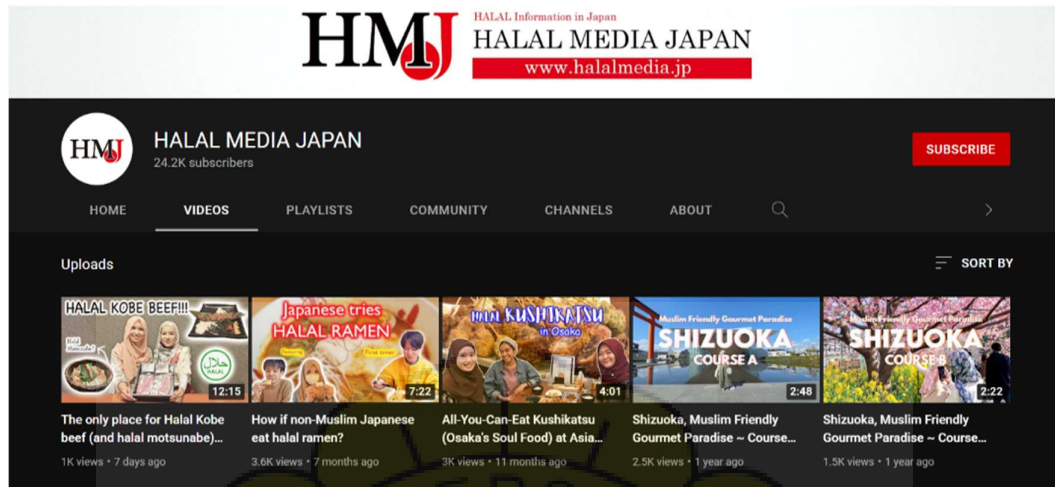 HMJ
HALAL Information in Japan
HALAL MEDIA JAPAN
www.halalmedia.jp
HMJ
HALAL MEDIA JAPAN
24.2K subscribers
SUBSCRIBE
HOME VIDEOS PLAYLISTS COMMUNITY CHANNELS ABOUT
Uploads
SORT BY
HALAL KOBE BEEF!!!
حلال
HALAL
12:15
Japanese tries
HALAL RAMEN
First timer
7:22
HALAL KUSHIKATSU
in Osaka
4:01
Muslim Friendly Gourmet Paradise
SHIZUOKA
COURSE A
2:48
Muslim Friendly Gourmet Paradise
SHIZUOKA
COURSE B
2:22
The only place for Halal Kobe
beef (and halal motsunabe)...
1K views • 7 days ago
How if non-Muslim Japanese
eat halal ramen?
3.6K views • 7 months ago
All-You-Can-Eat Kushikatsu
(Osaka's Soul Food) at Asia...
3K views • 11 months ago
Shizuoka, Muslim Friendly
Gourmet Paradise ~ Course...
2.5K views • 1 year ago
Shizuoka, Muslim Friendly
Gourmet Paradise ~ Course...
1.5K views • 1 year ago